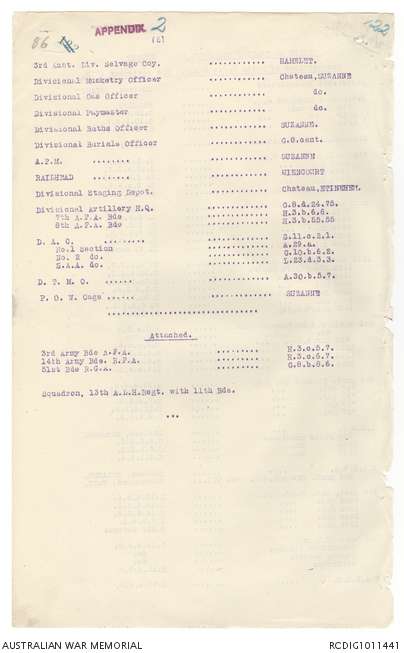 86
APPENDIX 2
122
(2)
3rd Aust. Div. Salvage Coy. ............ HAMELET.
Divisional Musketry Officer ............ Chateau, SUZANNE
Divisional Gas Officer ............ do.
Divisional Paymaster ............ do.
Divisional Baths Officer ............ SUZANNE.
Divisional Burials Officer ............ G.8.cent.
A.P.M. ....... ............ SUZANNE
RAILHEAD ....... ............ WIENCOURT
Divisional Staging Depot. ............ Chateau, ETINEHEM.
Divisional Artillery H.Q. ............ G.8.d.24.75.
7th A.F.A. Bde ............ H.3.b.6.6.
8th A.F.A. Bde ............ H.3.b.55.55
D. A. C. ......... ............ G.11.c.2.1.
No.1 Section ............ A.29.a.
No. 2 do. ............ G.10.b.6.2.
S.A.A. do. ............ L.23.d.3.3.
D. T. M. O. ...... ............ A.30.b.5.7.
P. O. W. Cage ...... ............ SUZANNE
..............................
Attached.
3rd Army Bde A.F.A. ......... H.3.c.5.7.
14th Army Bde. R.F.A. ......... H.3.c.6.7.
51st Bde R.G.A. ......... G.8.b.8.6.
Squadron, 13th A.L.H.Regt. with 11th Bde.
...
AUSTRALIAN WAR MEMORIAL
RCDIG1011441